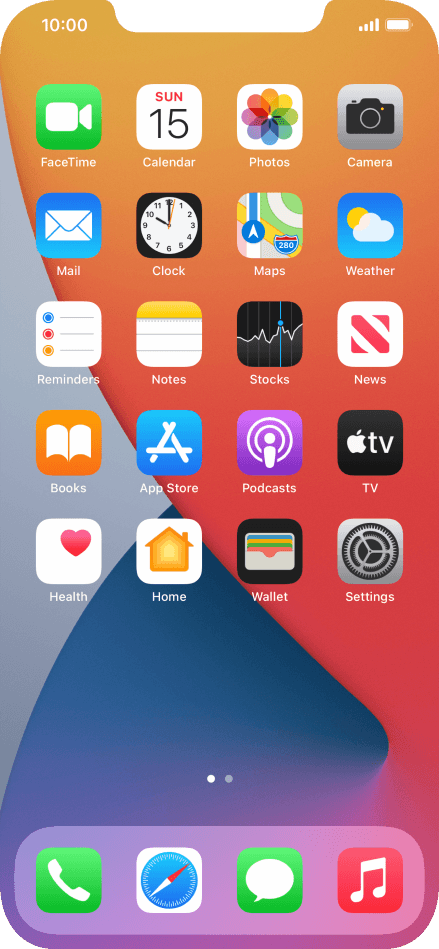 10:00
SUN
15
FaceTime Calendar Photos Camera
12
280
Mail Clock Maps Weather
Reminders Notes Stocks News
tv
Books App Store Podcasts TV
Health Home Wallet Settings